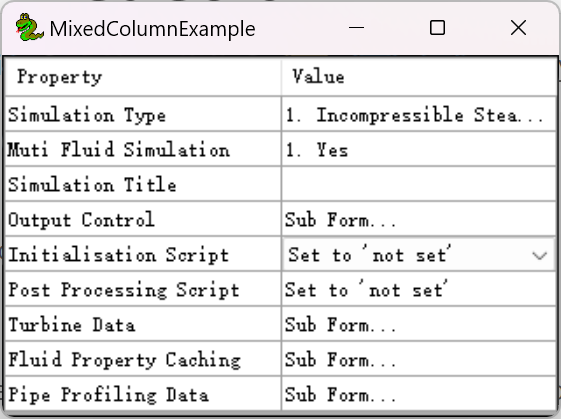 MixedColumnExample
Property Value
Simulation Type 1. Incompressible Stea...
Muti Fluid Simulation 1. Yes
Simulation Title
Output Control Sub Form...
Initialisation Script Set to 'not set'
Post Processing Script Set to 'not set'
Turbine Data Sub Form...
Fluid Property Caching Sub Form...
Pipe Profiling Data Sub Form...